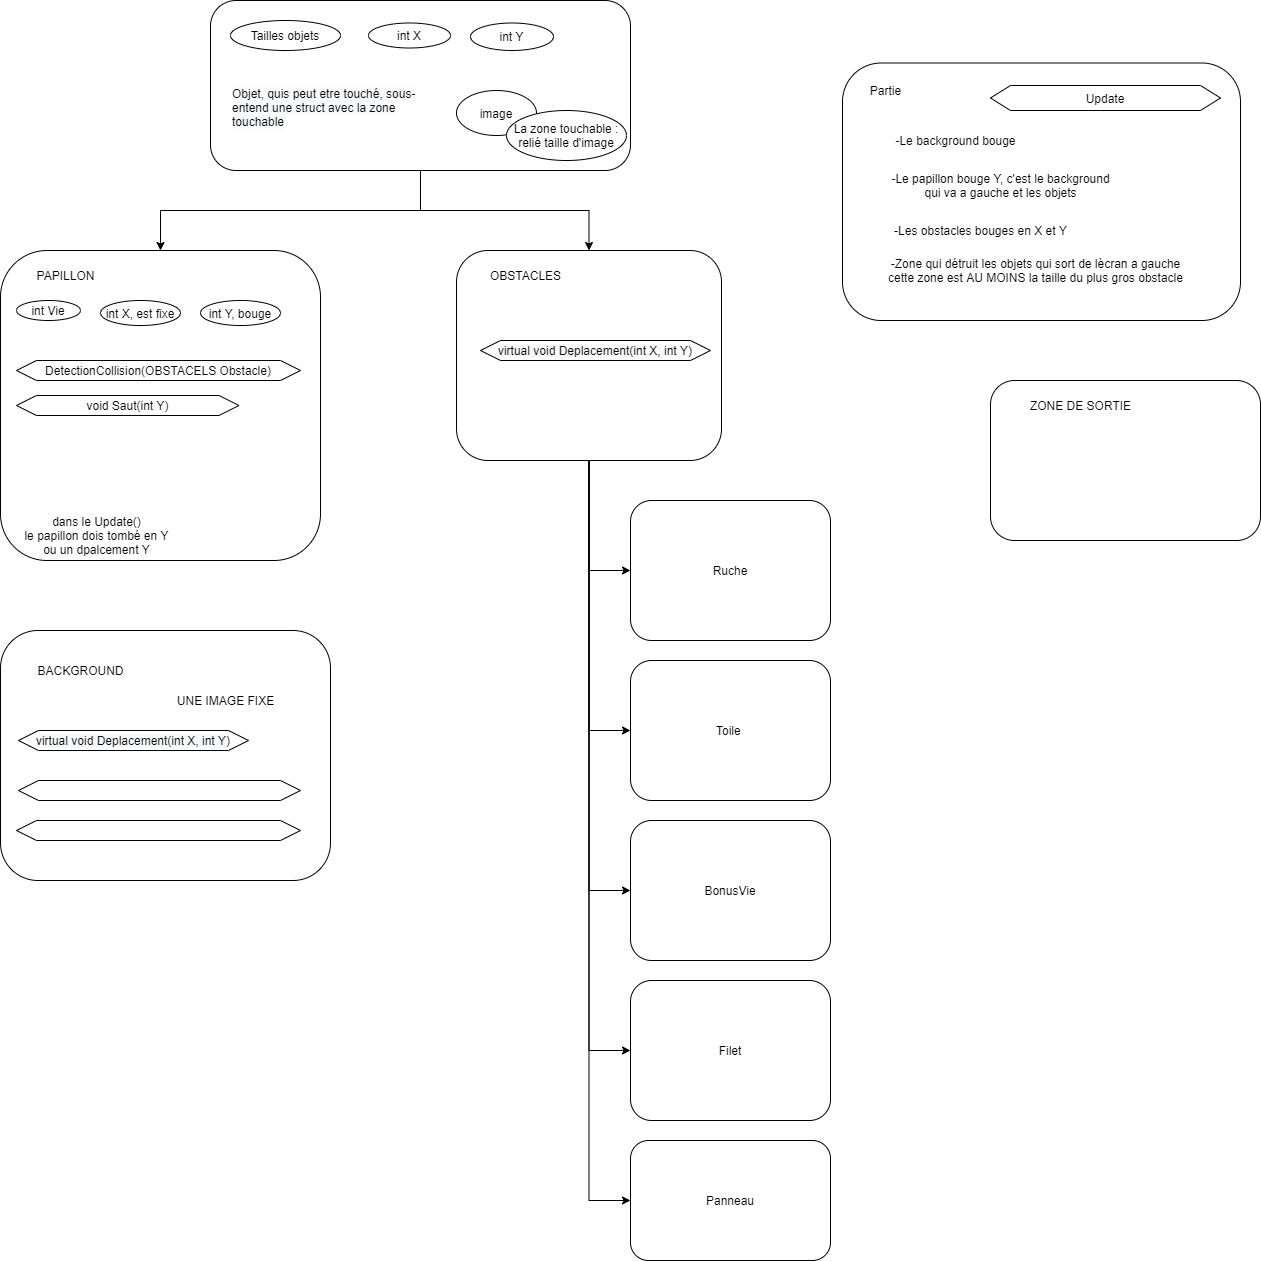 Tailles objets
int X
int Y
Objet, quis peut etre touché, sous-
entend une struct avec la zone
touchable
image
La zone touchable :
relié taille d'image
Partie
Update
-Le background bouge
-Le papillon bouge Y, c'est le background
qui va a gauche et les objets
-Les obstacles bouges en X et Y
-Zone qui détruit les objets qui sort de lècran a gauche
cette zone est AU MOINS la taille du plus gros obstacle
PAPILLON
int Vie
int X, est fixe
int Y, bouge
DetectionCollision(OBSTACELS Obstacle)
void Saut(int Y)
dans le Update()
le papillon dois tombé en Y
ou un dpalcement Y
OBSTACLES
virtual void Deplacement(int X, int Y)
ZONE DE SORTIE
BACKGROUND
UNE IMAGE FIXE
virtual void Deplacement(int X, int Y)
Ruche
Toile
BonusVie
Filet
Panneau